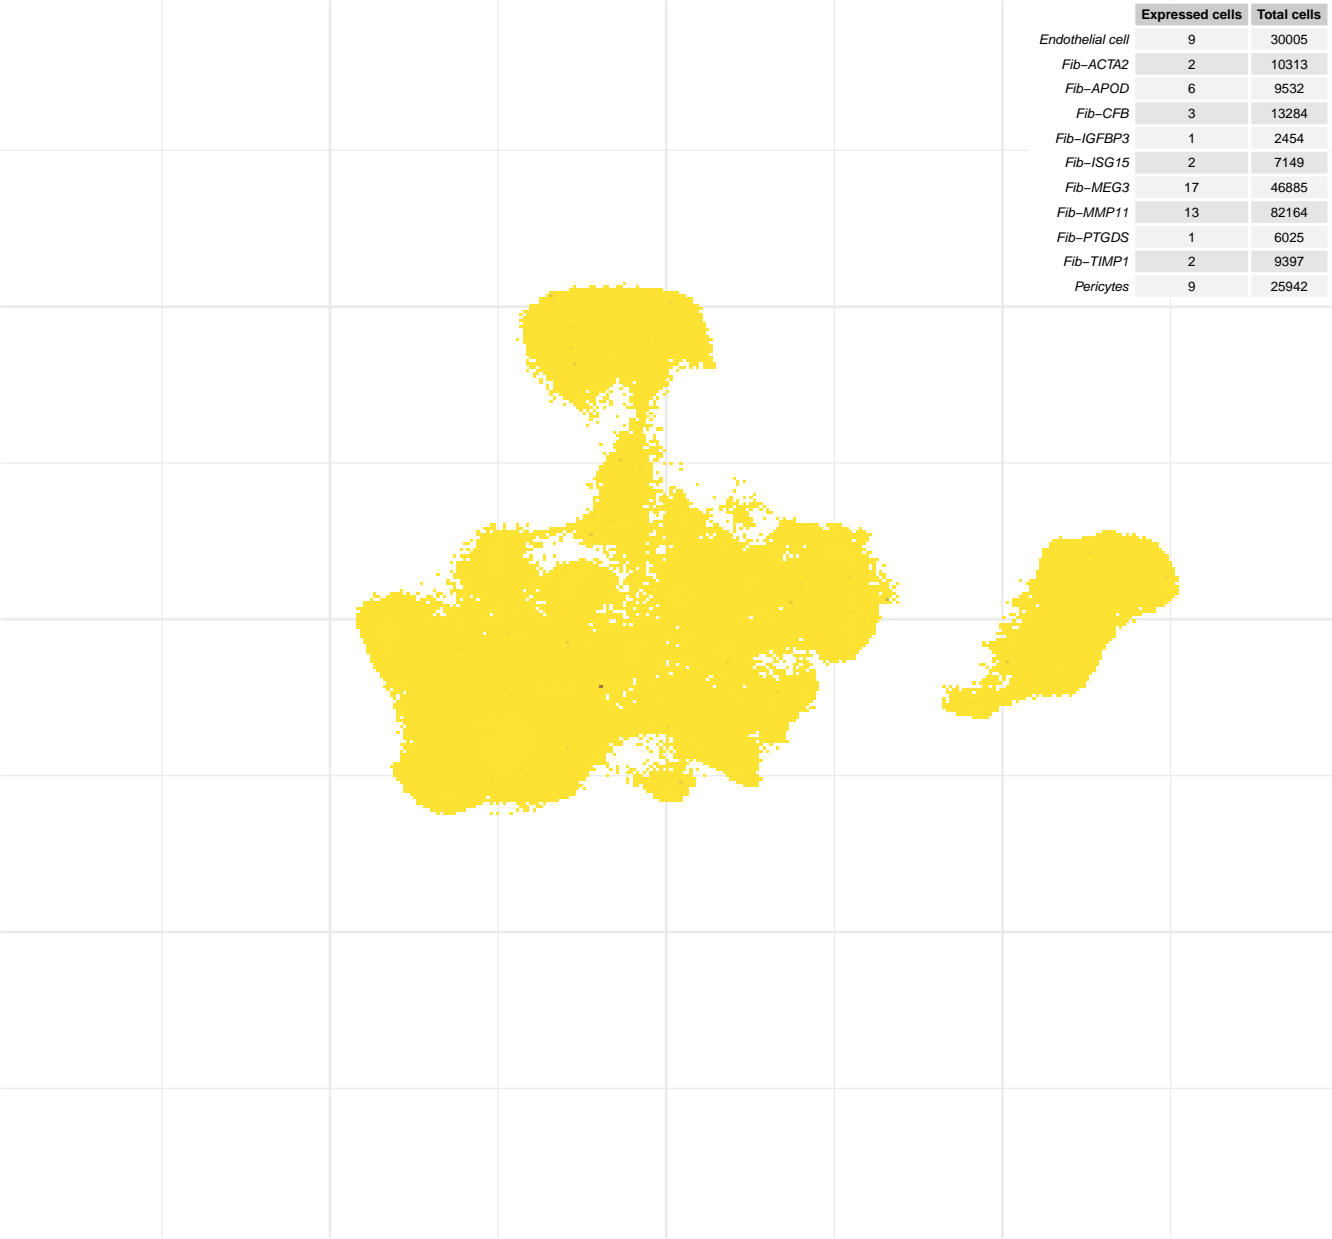 Expressed cells Total cells
Endothelial cell 9 30005
Fib−ACTA2 2 10313
Fib−APOD 6 9532
Fib−CFB 3 13284
Fib−IGFBP3 1 2454
Fib−ISG15 2 7149
Fib−MEG3 17 46885
Fib−MMP11 13 82164
Fib−PTGDS 1 6025
Fib−TIMP1 2 9397
Pericytes 9 25942